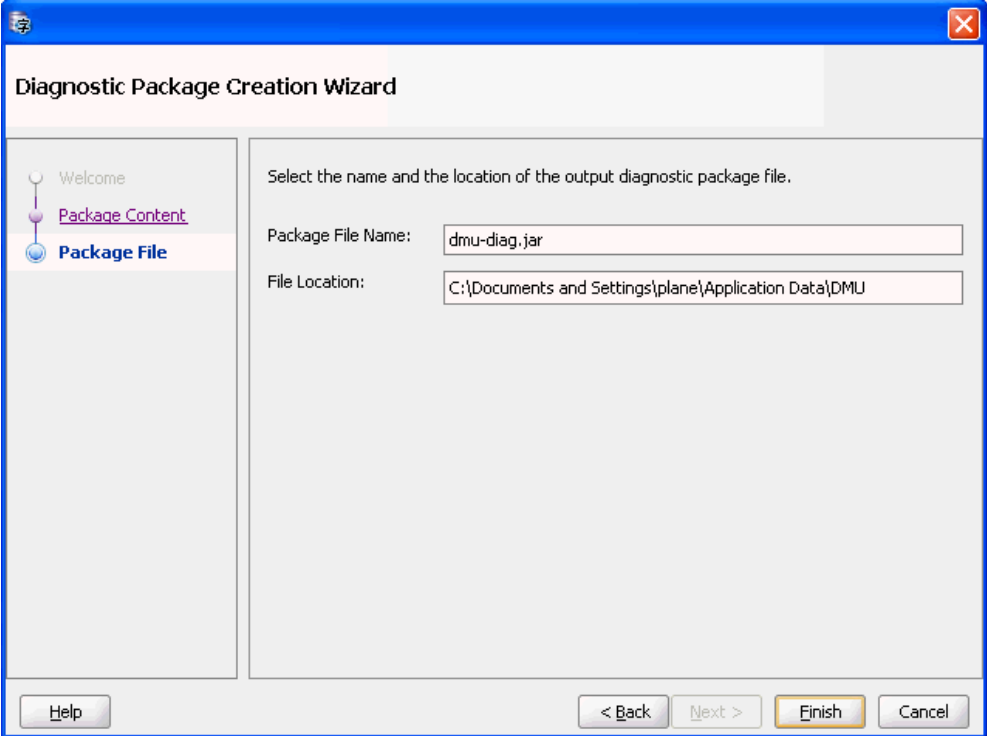 字
Diagnostic Package Creation Wizard
Welcome
Package Content
Package File
Select the name and the location of the output diagnostic package file.
Package File Name: dmu-diag.jar
File Location: C:\Documents and Settings\plane\Application Data\DMU
Help < Back Next > Finish Cancel